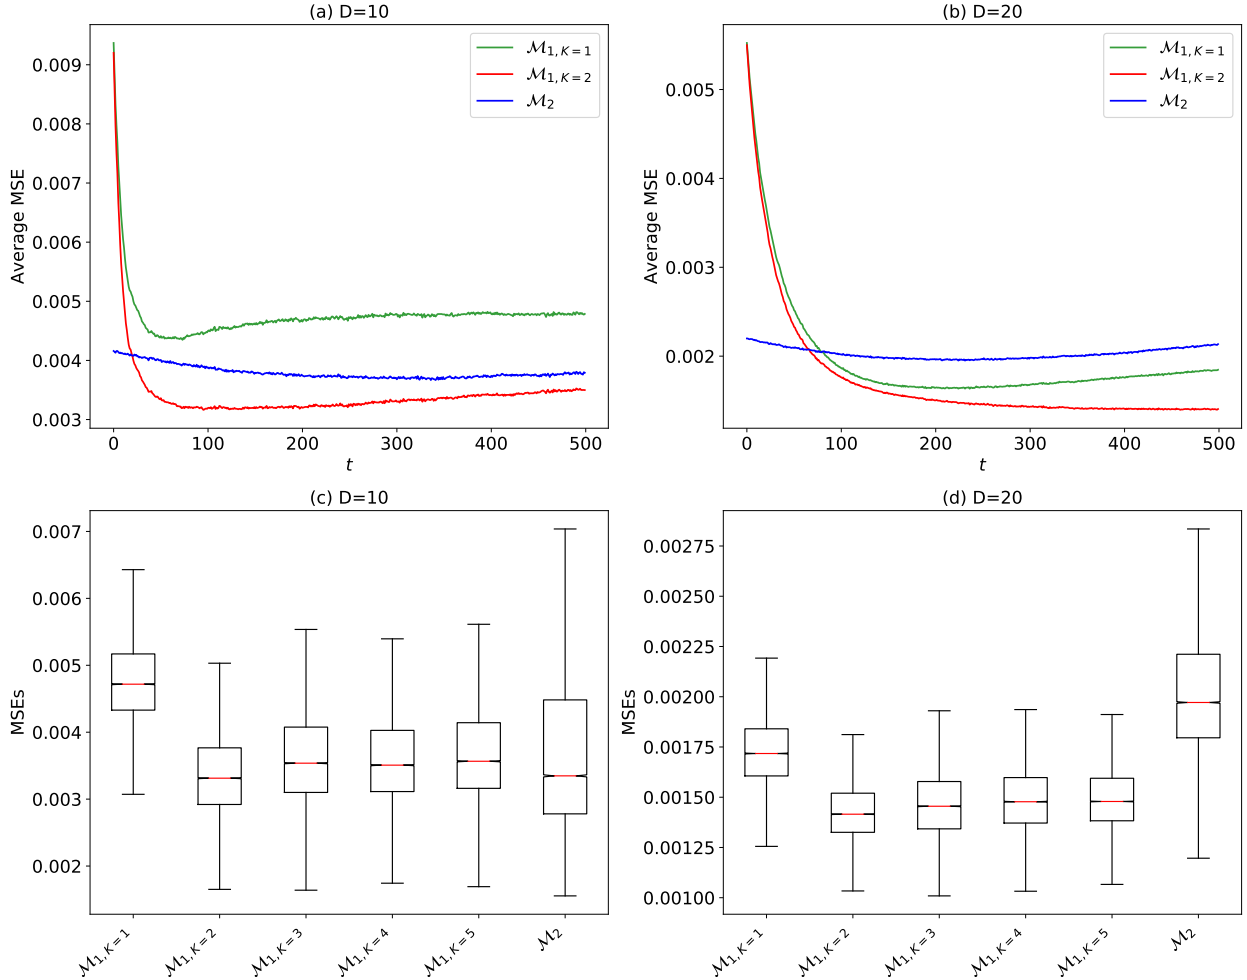 (a) D=10
Average MSE
0.009
0.008
0.007
0.006
0.005
0.004
0.003
0 100 200 300 400 500
t
ℳ1, K = 1
ℳ1, K = 2
ℳ2
(b) D=20
Average MSE
0.005
0.004
0.003
0.002
0 100 200 300 400 500
t
ℳ1, K = 1
ℳ1, K = 2
ℳ2
(c) D=10
MSEs
0.007
0.006
0.005
0.004
0.003
0.002
ℳ1, K = 1
ℳ1, K = 2
ℳ1, K = 3
ℳ1, K = 4
ℳ1, K = 5
ℳ2
(d) D=20
MSEs
0.00275
0.00250
0.00225
0.00200
0.00175
0.00150
0.00125
0.00100
ℳ1, K = 1
ℳ1, K = 2
ℳ1, K = 3
ℳ1, K = 4
ℳ1, K = 5
ℳ2